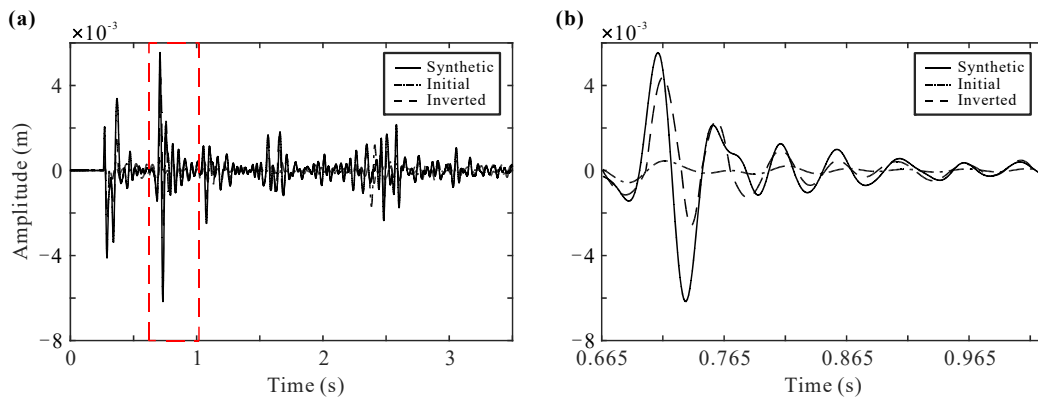 (a)
×10⁻³
4
0
−4
−8
Amplitude (m)
0
1
2
3
Time (s)
Synthetic
Initial
Inverted
(b)
×10⁻³
4
0
−4
−8
0.665
0.765
0.865
0.965
Time (s)
Synthetic
Initial
Inverted